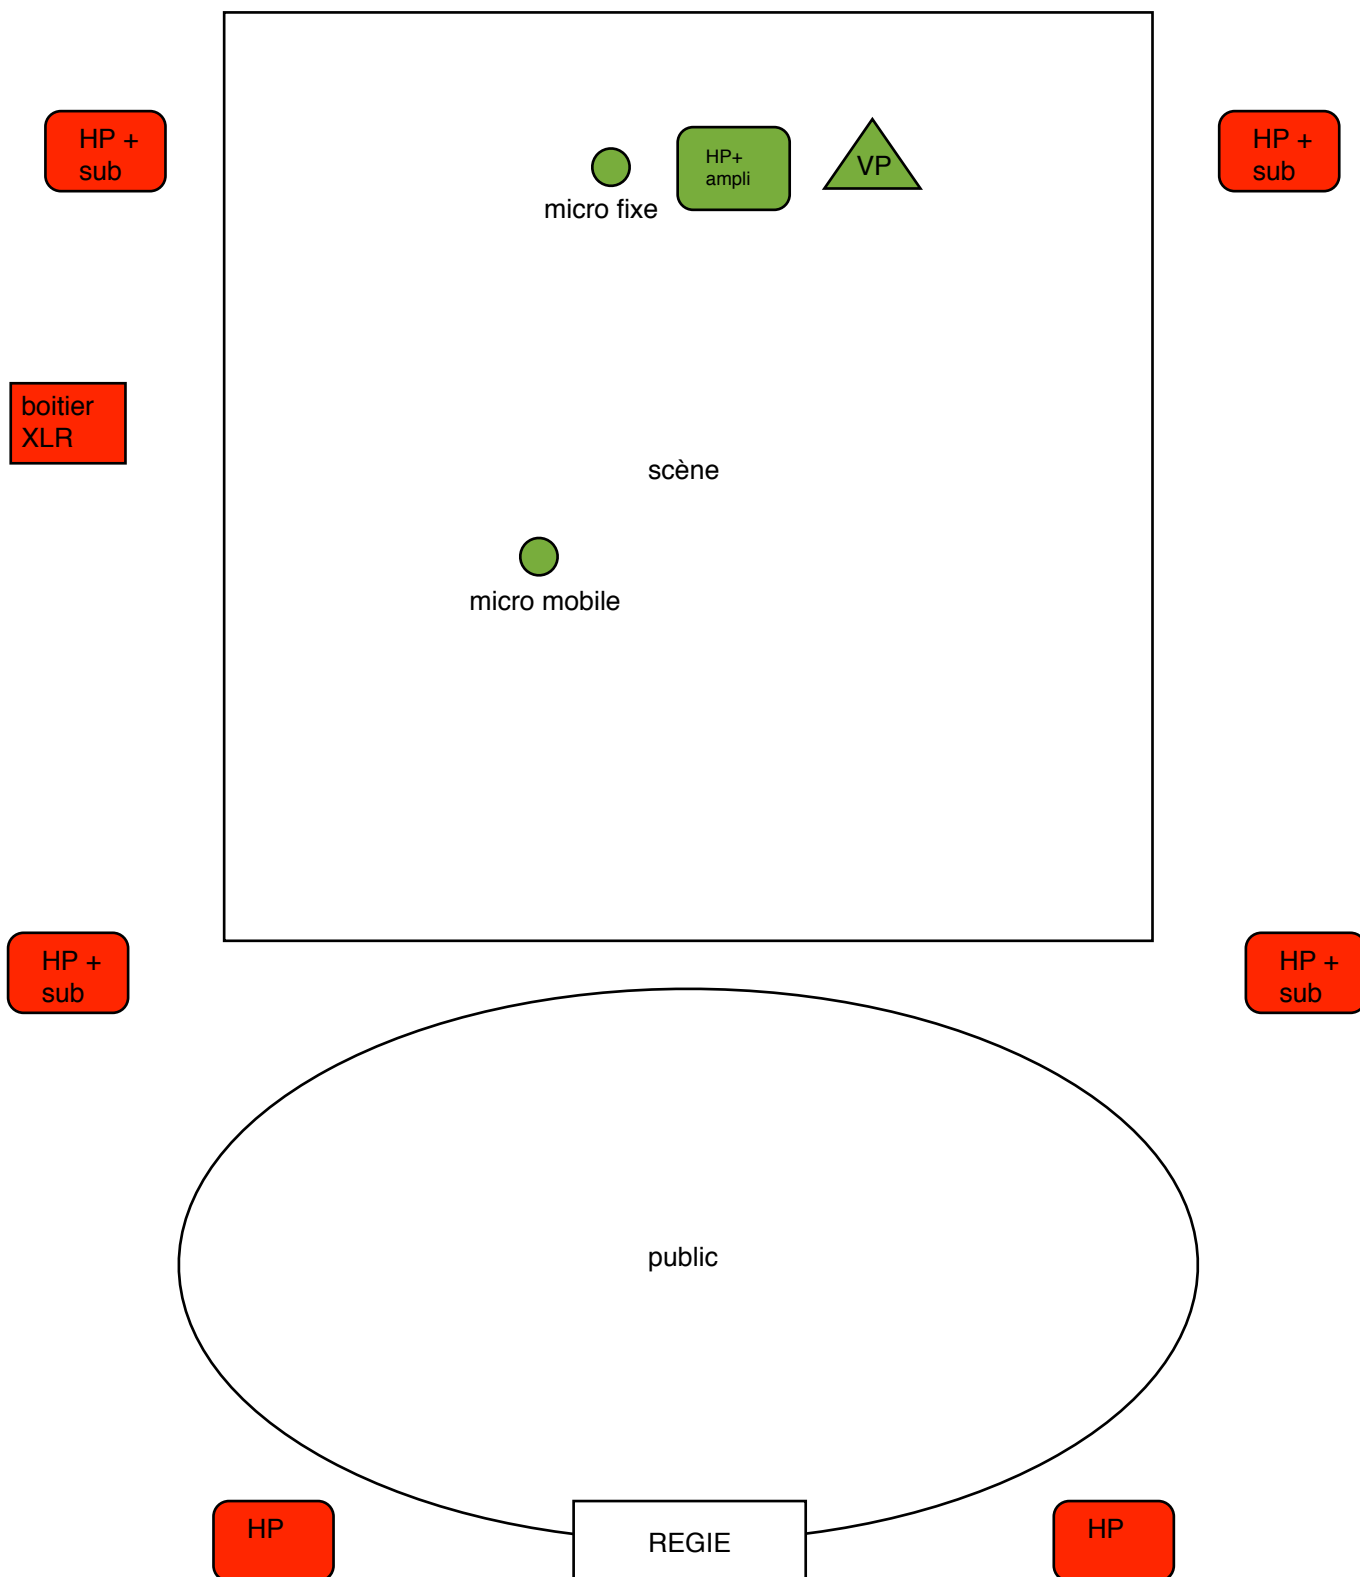 HP +
sub
HP+
ampli
VP
HP +
sub
micro fixe
boitier
XLR
scène
micro mobile
HP +
sub
HP +
sub
public
HP
REGIE
HP